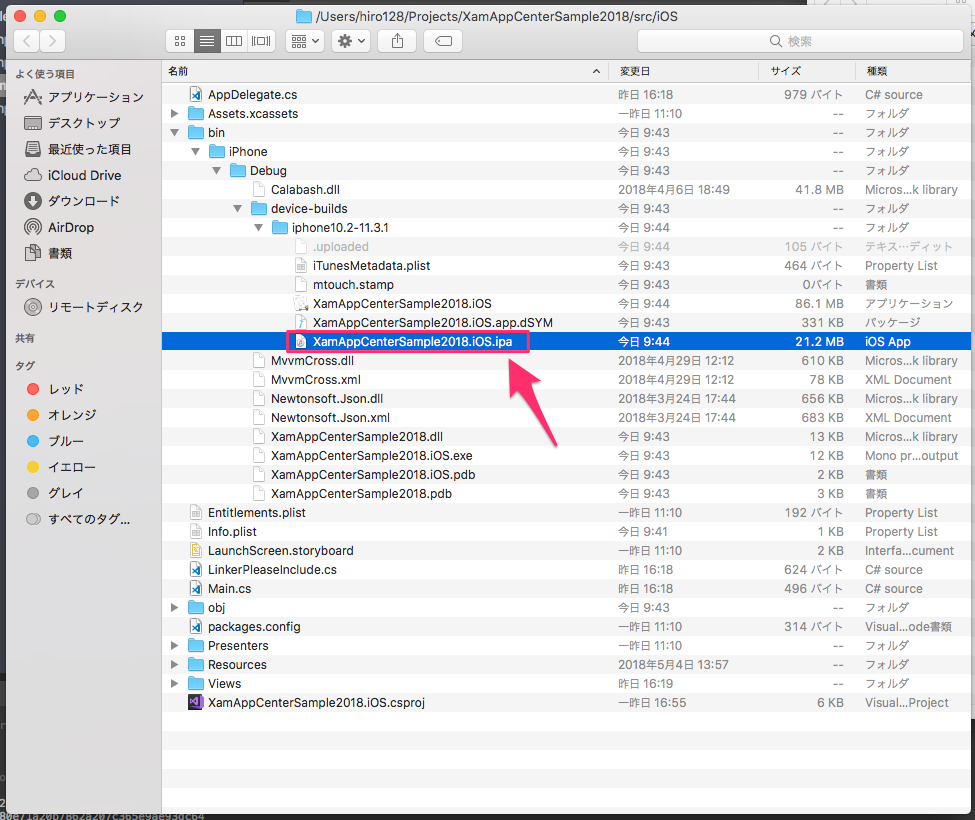 /Users/hiro128/Projects/XamAppCenterSample2018/src/iOS
検索
よく使う項目
アプリケーション
デスクトップ
最近使った項目
iCloud Drive
ダウンロード
AirDrop
書類
デバイス
リモートディスク
共有
タグ
レッド
オレンジ
ブルー
イエロー
グレイ
すべてのタグ...
名前 変更日 サイズ 種類
AppDelegate.cs 昨日 16:18 979 バイト C# source
Assets.xcassets 一昨日 11:10 -- フォルダ
bin 今日 9:43 -- フォルダ
iPhone 今日 9:43 -- フォルダ
Debug 今日 9:43 -- フォルダ
Calabash.dll 2018年4月6日 18:49 41.8 MB Micros...k library
device-builds 今日 9:43 -- フォルダ
iphone10.2-11.3.1 今日 9:44 -- フォルダ
.uploaded 今日 9:44 105 バイト テキス…ディット
iTunesMetadata.plist 今日 9:43 464 バイト Property List
mtouch.stamp 今日 9:43 0バイト 書類
XamAppCenterSample2018.iOS 今日 9:43 86.1 MB アプリケーション
XamAppCenterSample2018.iOS.app.dSYM 今日 9:43 331 KB パッケージ
XamAppCenterSample2018.iOS.ipa 今日 9:44 21.2 MB iOS App
MvvmCross.dll 2018年4月29日 12:12 610 KB Micros...k library
MvvmCross.xml 2018年4月29日 12:12 78 KB XML Document
Newtonsoft.Json.dll 2018年3月24日 17:44 656 KB Micros...k library
Newtonsoft.Json.xml 2018年3月24日 17:44 683 KB XML Document
XamAppCenterSample2018.dll 今日 9:43 13 KB Micros...k library
XamAppCenterSample2018.iOS.exe 今日 9:43 12 KB Mono pr...output
XamAppCenterSample2018.iOS.pdb 今日 9:43 2 KB 書類
XamAppCenterSample2018.pdb 今日 9:43 3 KB 書類
Entitlements.plist 一昨日 11:10 192 バイト Property List
Info.plist 今日 9:41 1 KB Property List
LaunchScreen.storyboard 一昨日 11:10 2 KB Interfa...cument
LinkerPleaseInclude.cs 昨日 16:18 624 バイト C# source
Main.cs 昨日 16:18 496 バイト C# source
obj 今日 9:43 -- フォルダ
packages.config 一昨日 11:10 314 バイト Visual...ode書類
Presenters 一昨日 11:10 -- フォルダ
Resources 2018年5月4日 13:57 -- フォルダ
Views 昨日 16:19 -- フォルダ
XamAppCenterSample2018.iOS.csproj 一昨日 16:55 6 KB Visual...Project